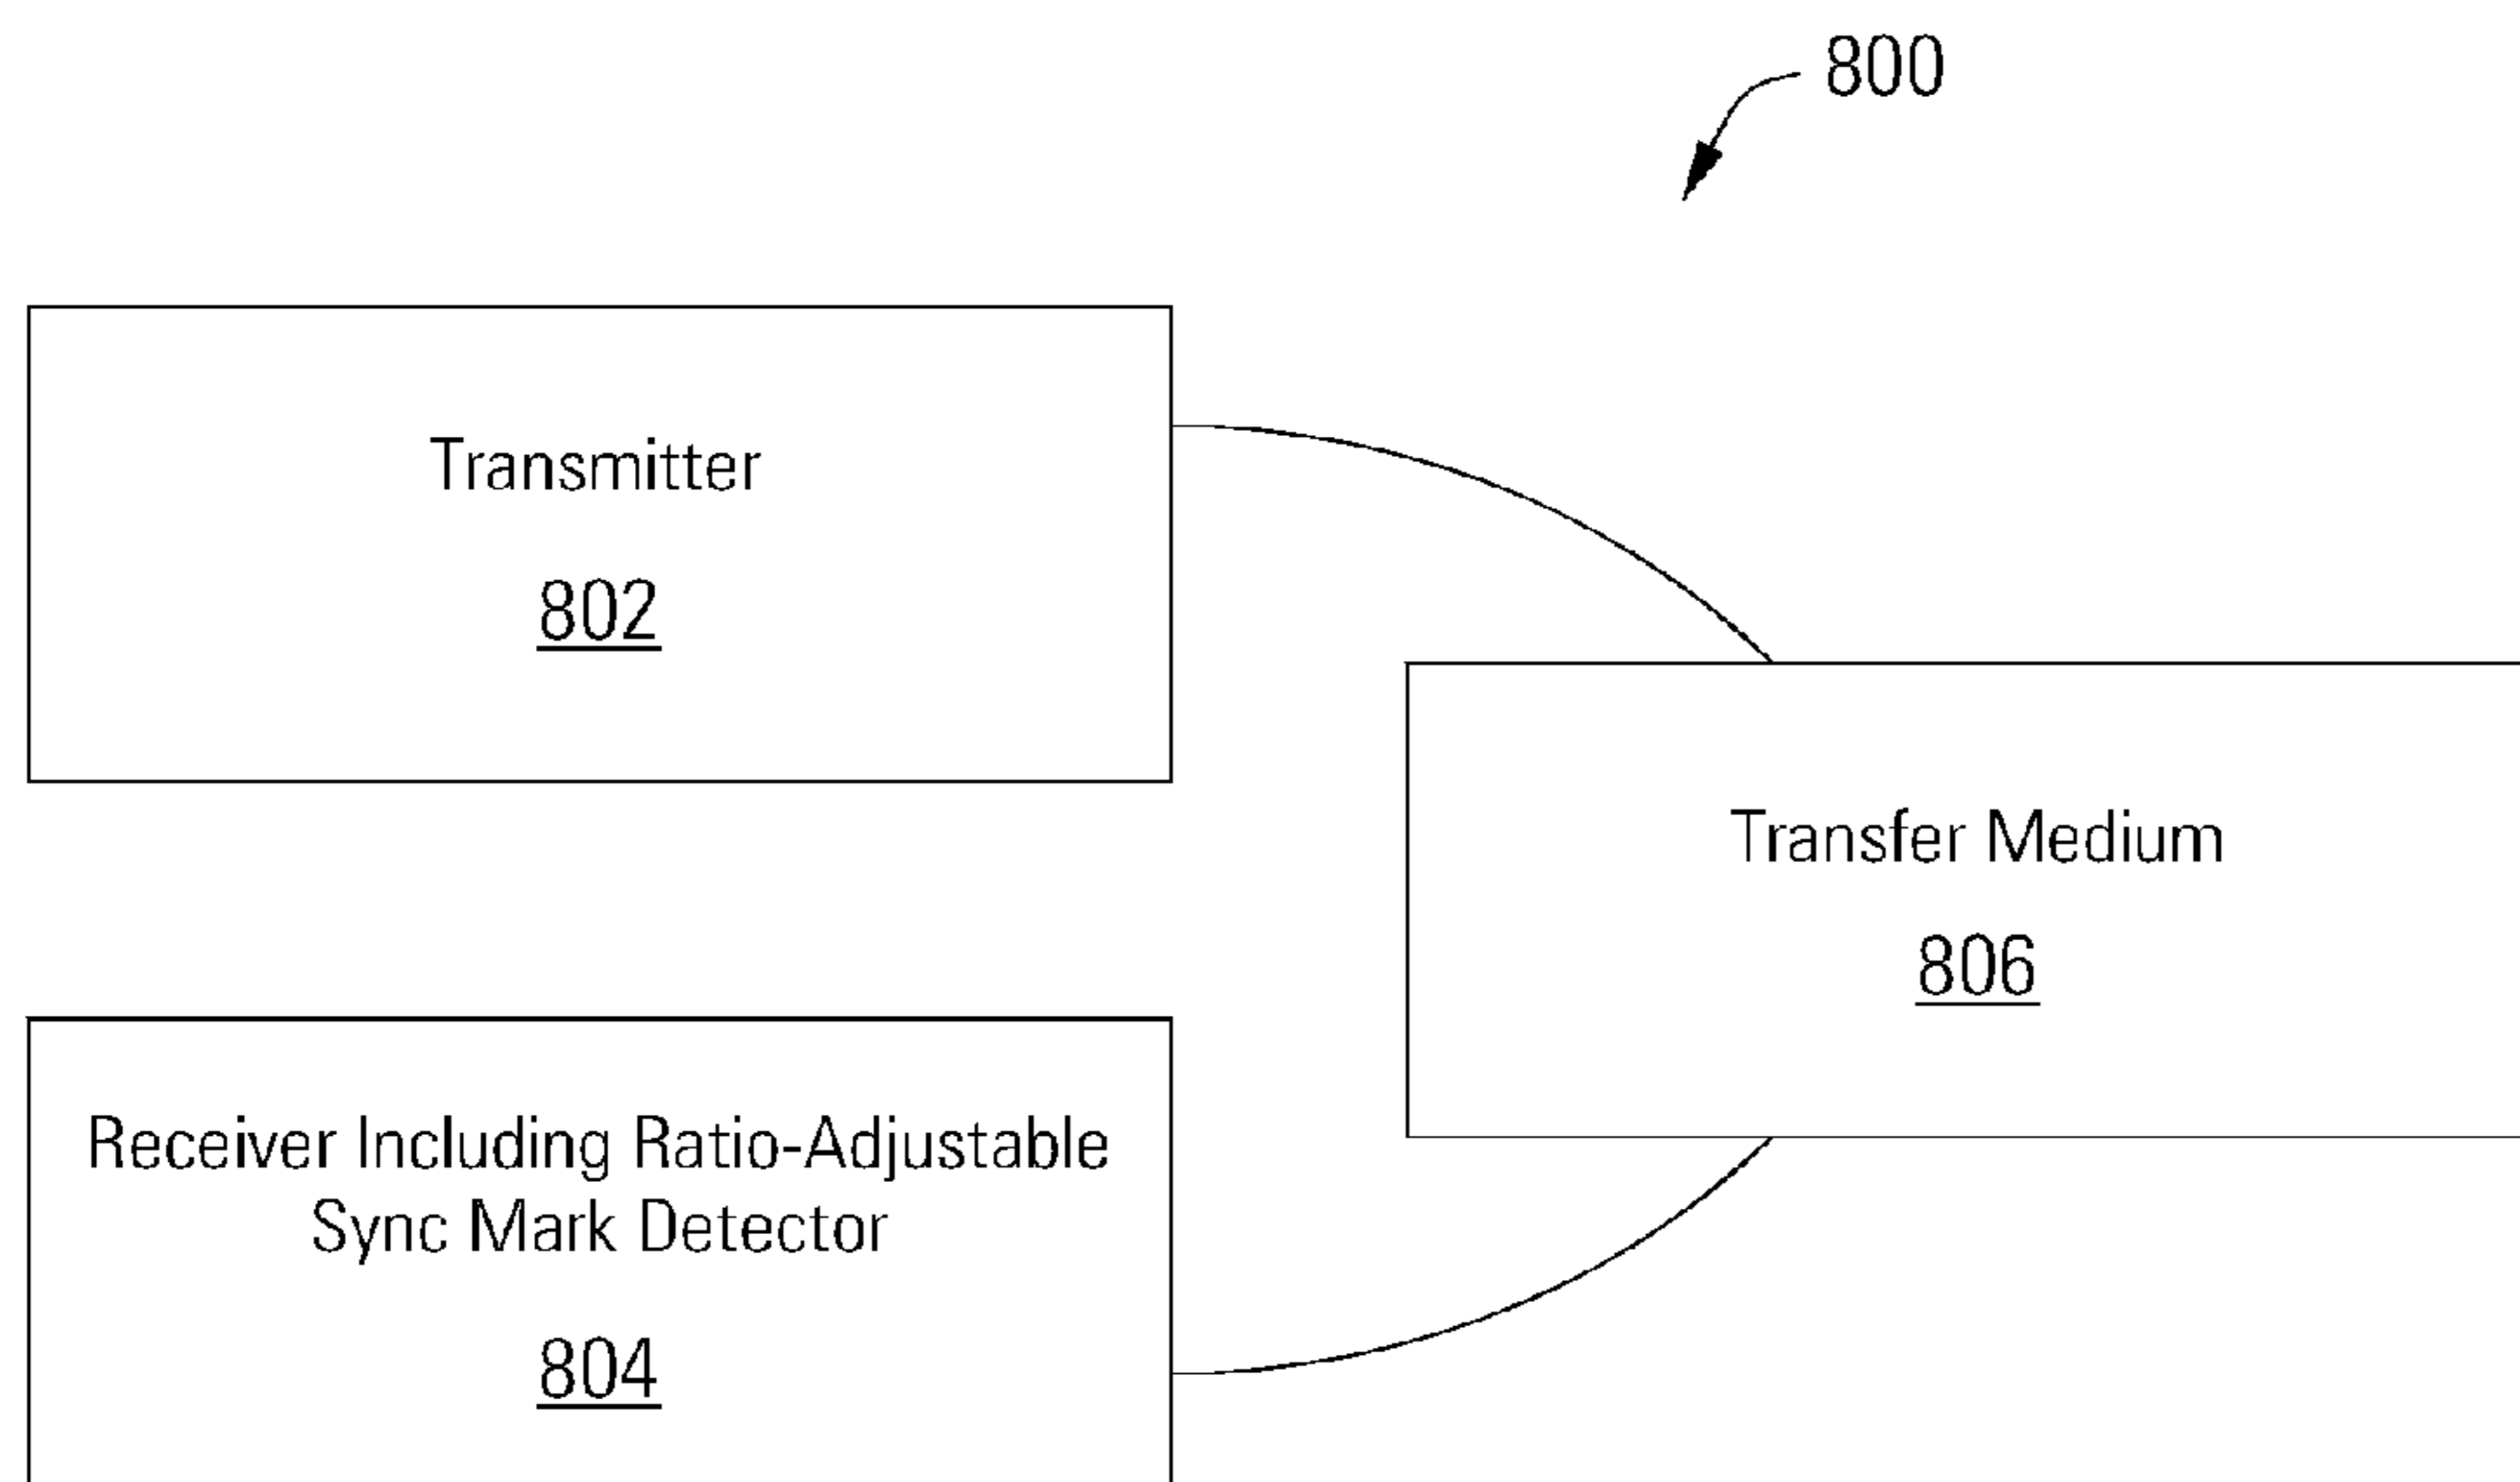 800
Transmitter
802
Transfer Medium
806
Receiver Including Ratio-Adjustable
Sync Mark Detector
804